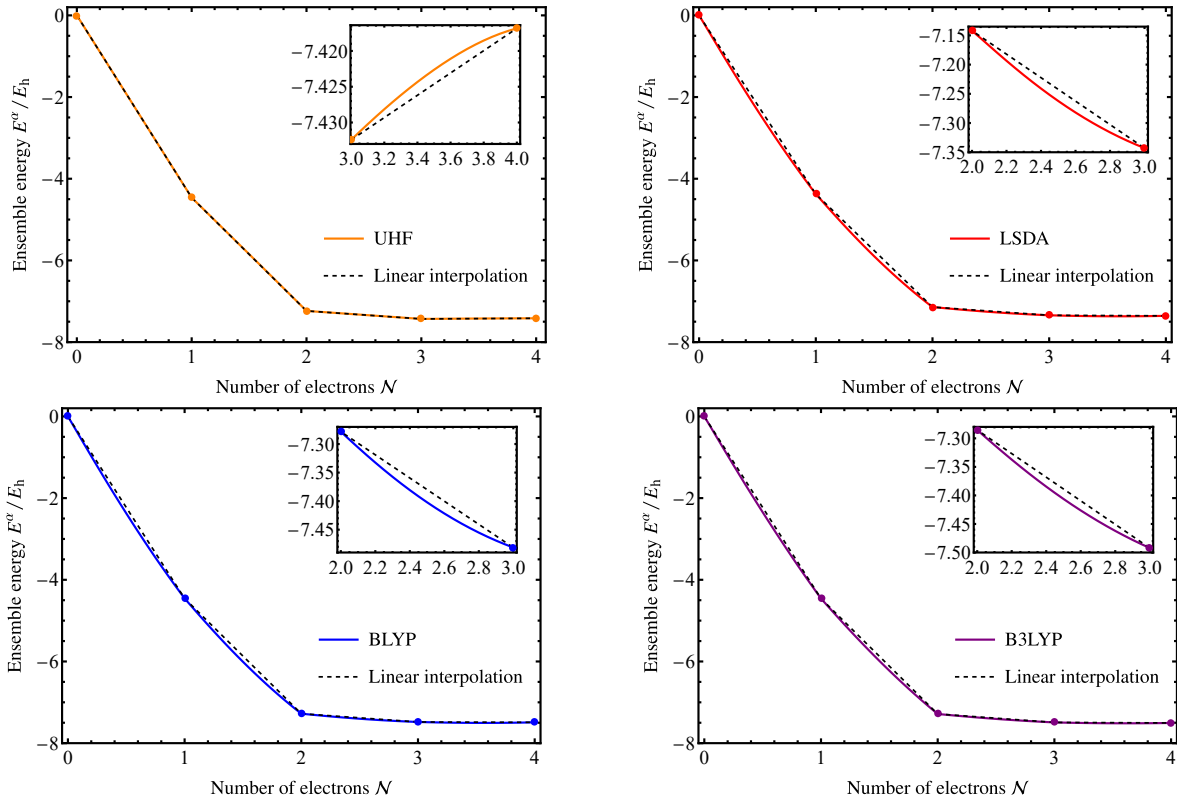 Ensemble energy E^α / E_h
0
−2
−4
−6
−8
−7.420
−7.425
−7.430
3.0 3.2 3.4 3.6 3.8 4.0
UHF
Linear interpolation
0 1 2 3 4
Number of electrons 𝒩
Ensemble energy E^α / E_h
0
−2
−4
−6
−8
−7.15
−7.20
−7.25
−7.30
−7.35
2.0 2.2 2.4 2.6 2.8 3.0
LSDA
Linear interpolation
0 1 2 3 4
Number of electrons 𝒩
Ensemble energy E^α / E_h
0
−2
−4
−6
−8
−7.30
−7.35
−7.40
−7.45
2.0 2.2 2.4 2.6 2.8 3.0
BLYP
Linear interpolation
0 1 2 3 4
Number of electrons 𝒩
Ensemble energy E^α / E_h
0
−2
−4
−6
−8
−7.30
−7.35
−7.40
−7.45
−7.50
2.0 2.2 2.4 2.6 2.8 3.0
B3LYP
Linear interpolation
0 1 2 3 4
Number of electrons 𝒩